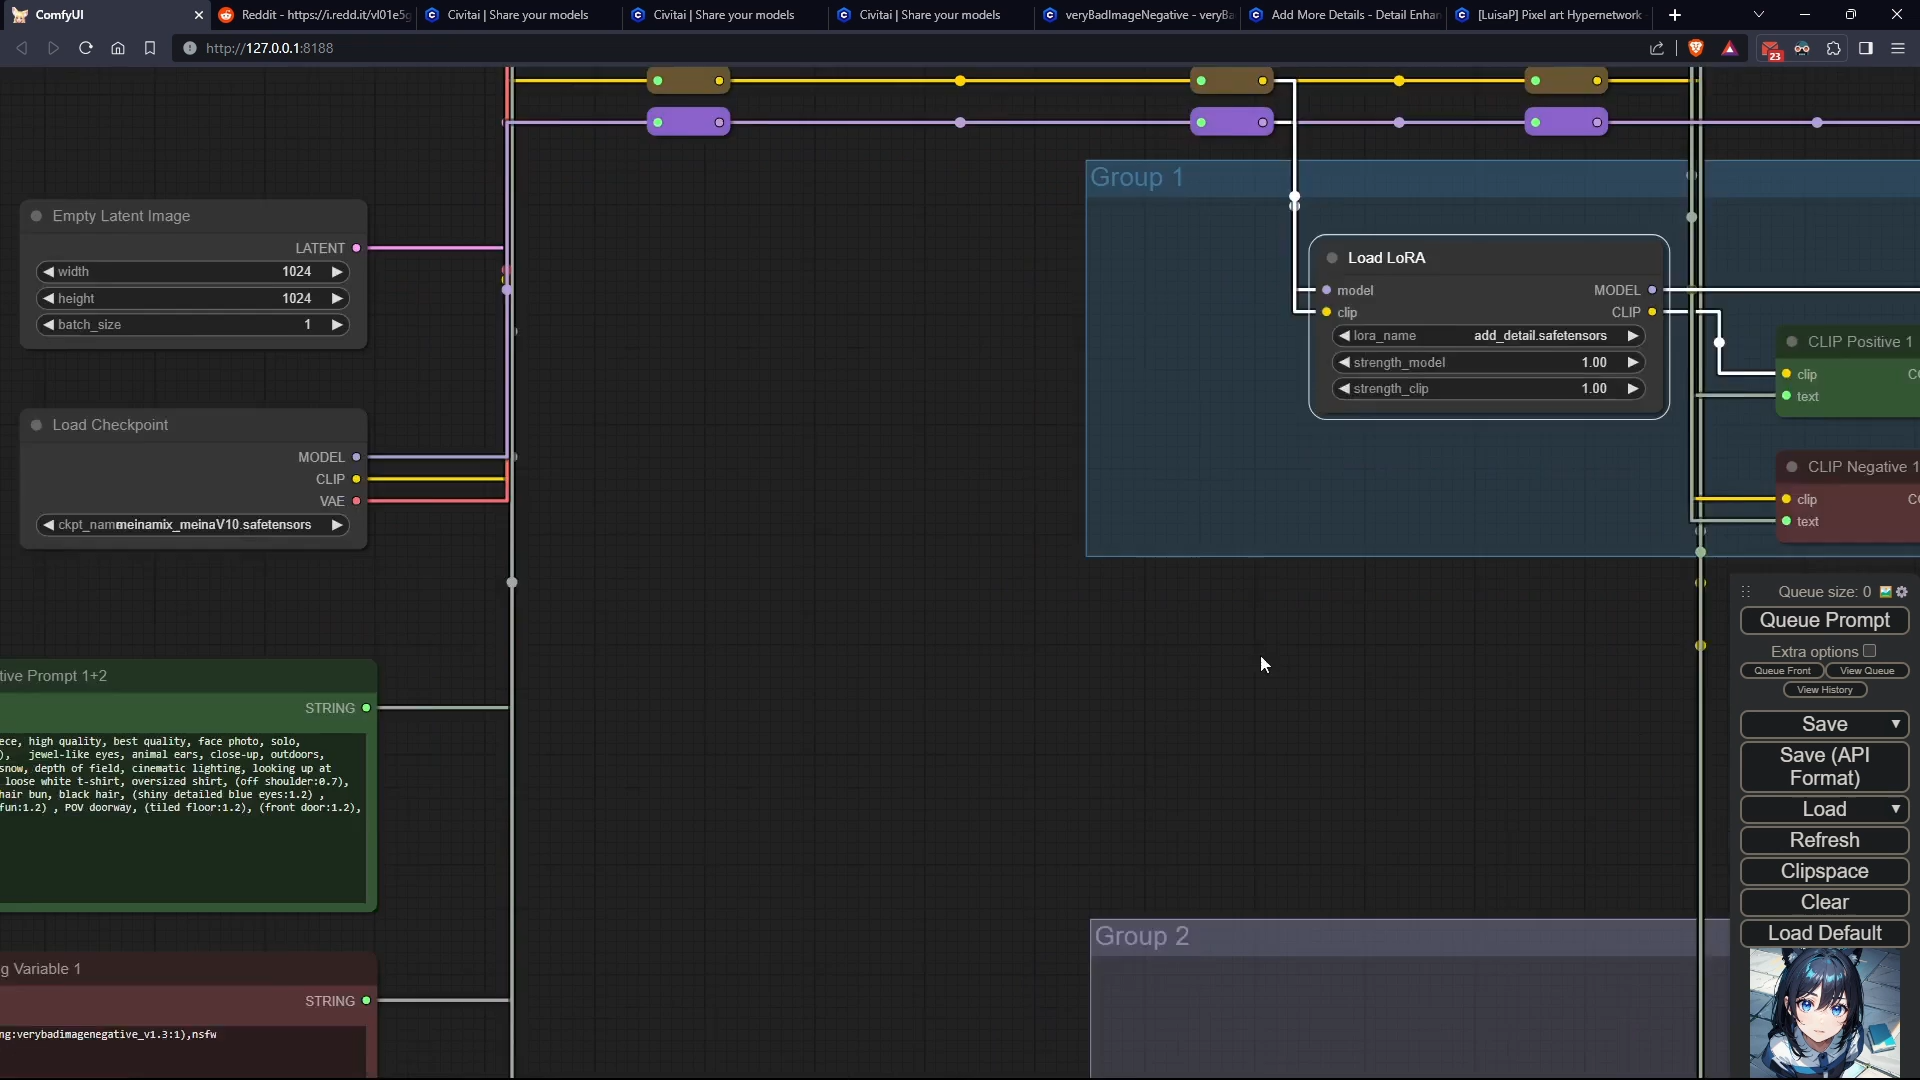 ComfyUI
Reddit - https://i.redd.it/vl01e5g
Civitai | Share your models
Civitai | Share your models
Civitai | Share your models
veryBadImageNegative - veryBa
Add More Details - Detail Enhan
[LuisaP] Pixel art Hypernetwork
http://127.0.0.1:8188
23
Group 1
Empty Latent Image
LATENT
width 1024
height 1024
batch_size 1
Load LoRA
model MODEL
clip CLIP
lora_name add_detail.safetensors
strength_model 1.00
strength_clip 1.00
CLIP Positive 1
clip CO
text
Load Checkpoint
MODEL
CLIP
VAE
ckpt_nam meinamix_meinaV10.safetensors
CLIP Negative 1
clip CO
text
Queue size: 0
Queue Prompt
Extra options
Queue Front View Queue
View History
Save
Save (API
Format)
Load
Refresh
Clipspace
Clear
Load Default
tive Prompt 1+2
STRING
ece, high quality, best quality, face photo, solo,
), jewel-like eyes, animal ears, close-up, outdoors,
snow, depth of field, cinematic lighting, looking up at
loose white t-shirt, oversized shirt, (off shoulder:0.7),
hair bun, black hair, (shiny detailed blue eyes:1.2) ,
fun:1.2) , POV doorway, (tiled floor:1.2), (front door:1.2),
Group 2
g Variable 1
STRING
ng:verybadimagenegative_v1.3:1),nsfw